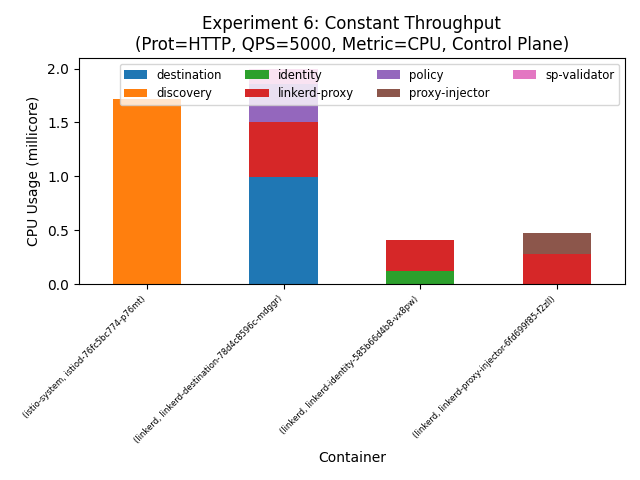 Experiment 6: Constant Throughput
(Prot=HTTP, QPS=5000, Metric=CPU, Control Plane)
destination
discovery
identity
linkerd-proxy
policy
proxy-injector
sp-validator
CPU Usage (millicore)
2.0
1.5
1.0
0.5
0.0
(istio-system, istiod-76fc5bc774-p76mt)
(linkerd, linkerd-destination-78d4c8596c-mdggr)
(linkerd, linkerd-identity-585b66d4b8-vx8pw)
(linkerd, linkerd-proxy-injector-6fd699f85-f2zll)
Container